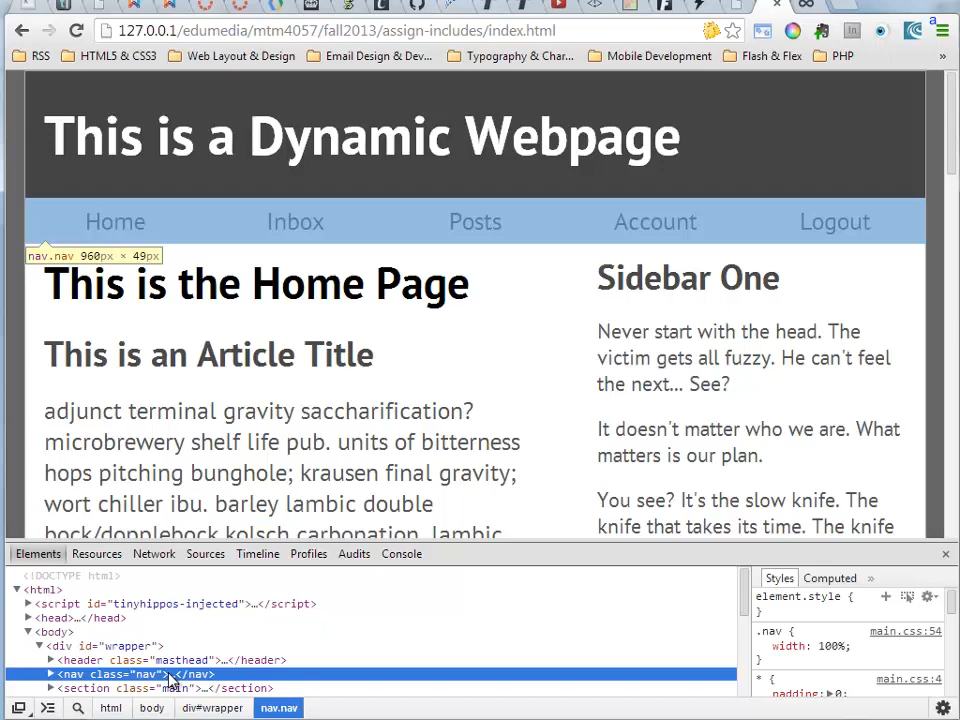 127.0.0.1/edumedia/mtm4057/fall2013/assign-includes/index.html
RSS HTML5 & CSS3 Web Layout & Design Email Design & De... Typography & Char... Mobile Development Flash & Flex PHP »
This is a Dynamic Webpage
Home Inbox Posts Account Logout
nav.nav 960px × 49px
This is the Home Page
This is an Article Title
adjunct terminal gravity saccharification?
microbrewery shelf life pub. units of bitterness
hops pitching bunghole; krausen final gravity;
wort chiller ibu. barley lambic double
bock/dopplebock kolsch carbonation. lambic
Sidebar One
Never start with the head. The
victim gets all fuzzy. He can't feel
the next... See?
It doesn't matter who we are. What
matters is our plan.
You see? It's the slow knife. The
knife that takes its time. The knife
Elements Resources Network Sources Timeline Profiles Audits Console ×
<!DOCTYPE html>
<html>
<script id="tinyhippos-injected">…</script>
<head>…</head>
<body>
<div id="wrapper">
<header class="masthead">…</header>
<nav class="nav">…</nav>
<section class="main">…</section>
html body div#wrapper nav.nav
Styles Computed »
element.style {
}
.nav { main.css:54
width: 100%;
}
* { main.css:4
padding: 0;